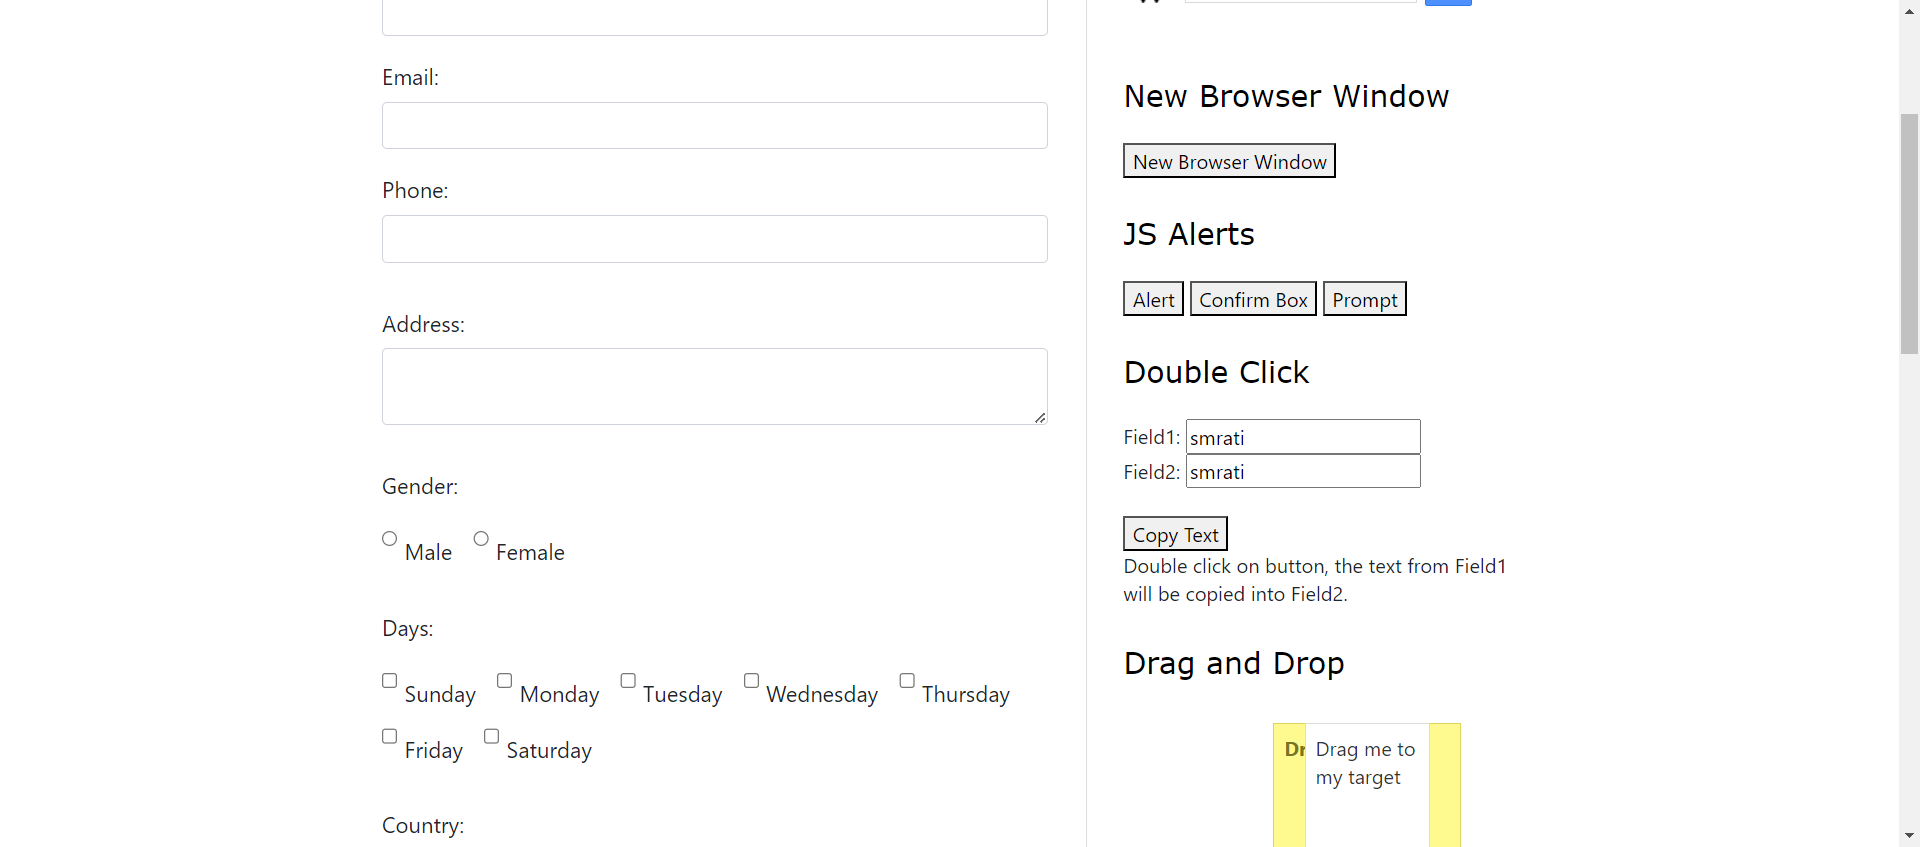 Email:
Phone:
Address:
Gender:
Male Female
Days:
Sunday Monday Tuesday Wednesday Thursday
Friday Saturday
Country:
New Browser Window
New Browser Window
JS Alerts
Alert Confirm Box Prompt
Double Click
Field1: smrati
Field2: smrati
Copy Text
Double click on button, the text from Field1
will be copied into Field2.
Drag and Drop
Dr
Drag me to
my target